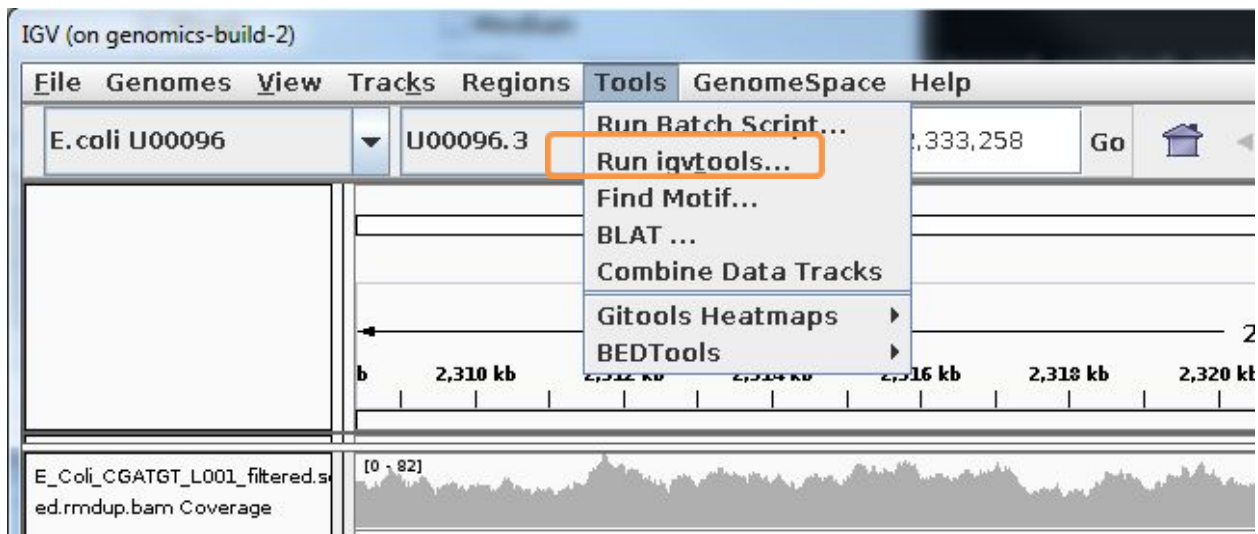 IGV (on genomics-build-2)
File Genomes View Tracks Regions Tools GenomeSpace Help
E.coli U00096 U00096.3 ,333,258 Go
Run Batch Script...
Run igvtools...
Find Motif...
BLAT ...
Combine Data Tracks
Gitools Heatmaps
BEDTools
2,310 kb 2,318 kb 2,320 kb
[0 - 82]
E_Coli_CGATGT_L001_filtered.s
ed.rmdup.bam Coverage